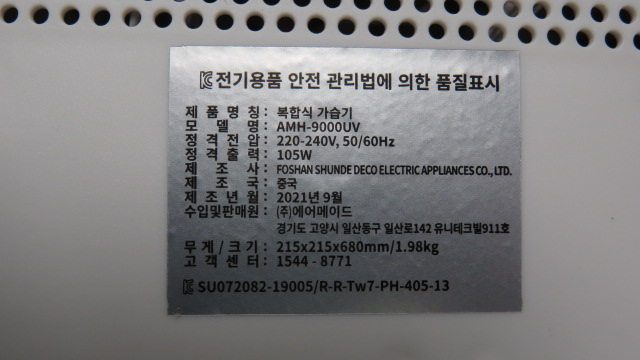 전기용품 안전 관리법에 의한 품질표시
제 품 명 칭 : 복합식 가습기
모 델 명 : AMH-9000UV
정 격 전 압 : 220-240V, 50/60Hz
정 격 출 력 : 105W
제 조 사 : FOSHAN SHUNDE DECO ELECTRIC APPLIANCES CO., LTD.
제 조 국 : 중국
제 조 년 월 : 2021년 9월
수입및판매원 : (주)에어메이드
경기도 고양시 일산동구 일산로142 유니테크빌911호
무 게 / 크 기 : 215x215x680mm/1.98kg
고 객 센 터 : 1544 - 8771
SU072082-19005/R-R-Tw7-PH-405-13